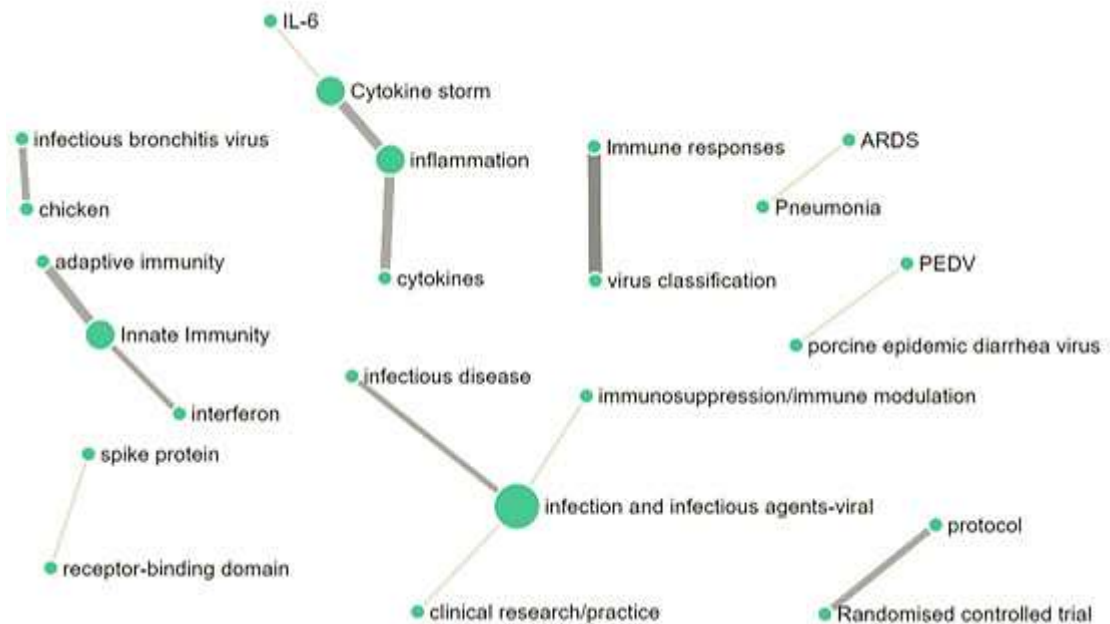 IL-6
Cytokine storm
infectious bronchitis virus
Immune responses
ARDS
inflammation
chicken
Pneumonia
adaptive immunity
cytokines
virus classification
PEDV
Innate Immunity
porcine epidemic diarrhea virus
infectious disease
immunosuppression/immune modulation
interferon
spike protein
infection and infectious agents-viral
protocol
receptor-binding domain
clinical research/practice
Randomised controlled trial